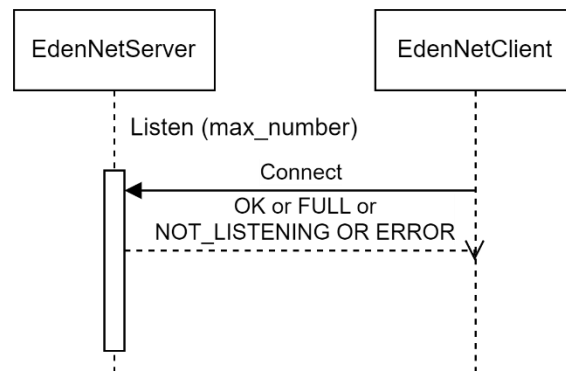 EdenNetServer
EdenNetClient
Listen (max_number)
Connect
OK or FULL or
NOT_LISTENING OR ERROR